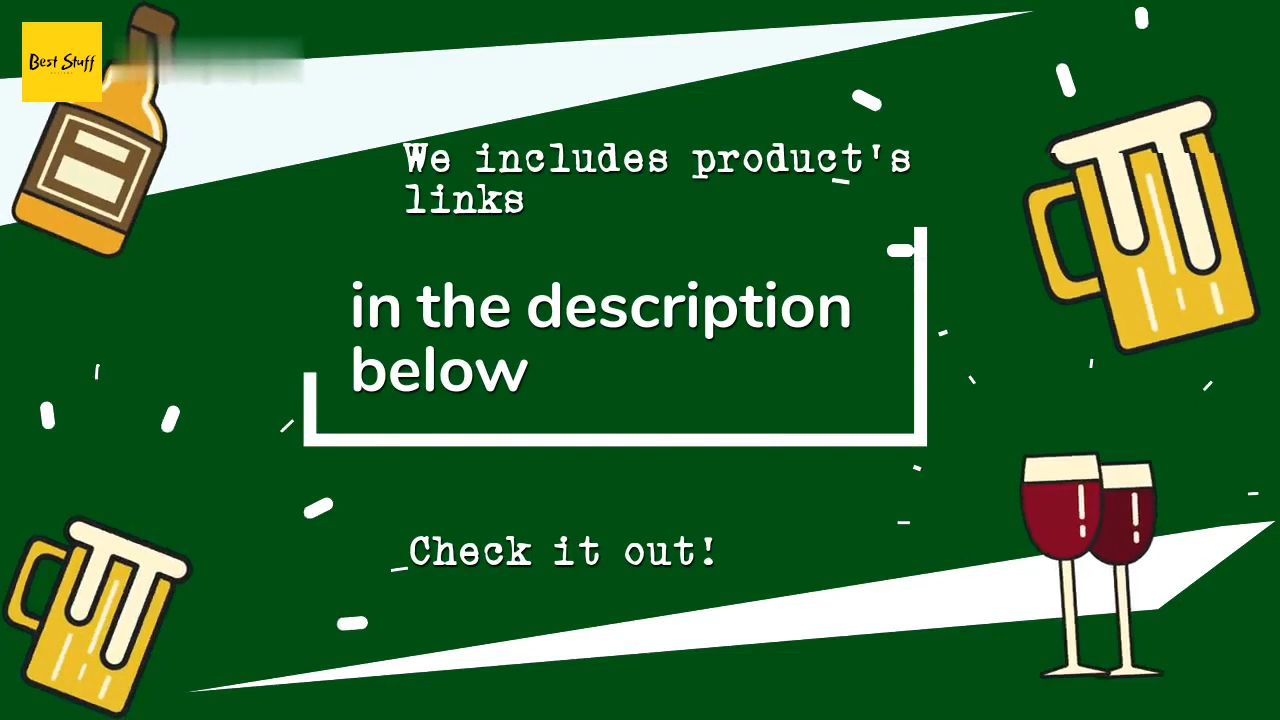 Best Stuff
We includes product's
links
in the description
below
Check it out!